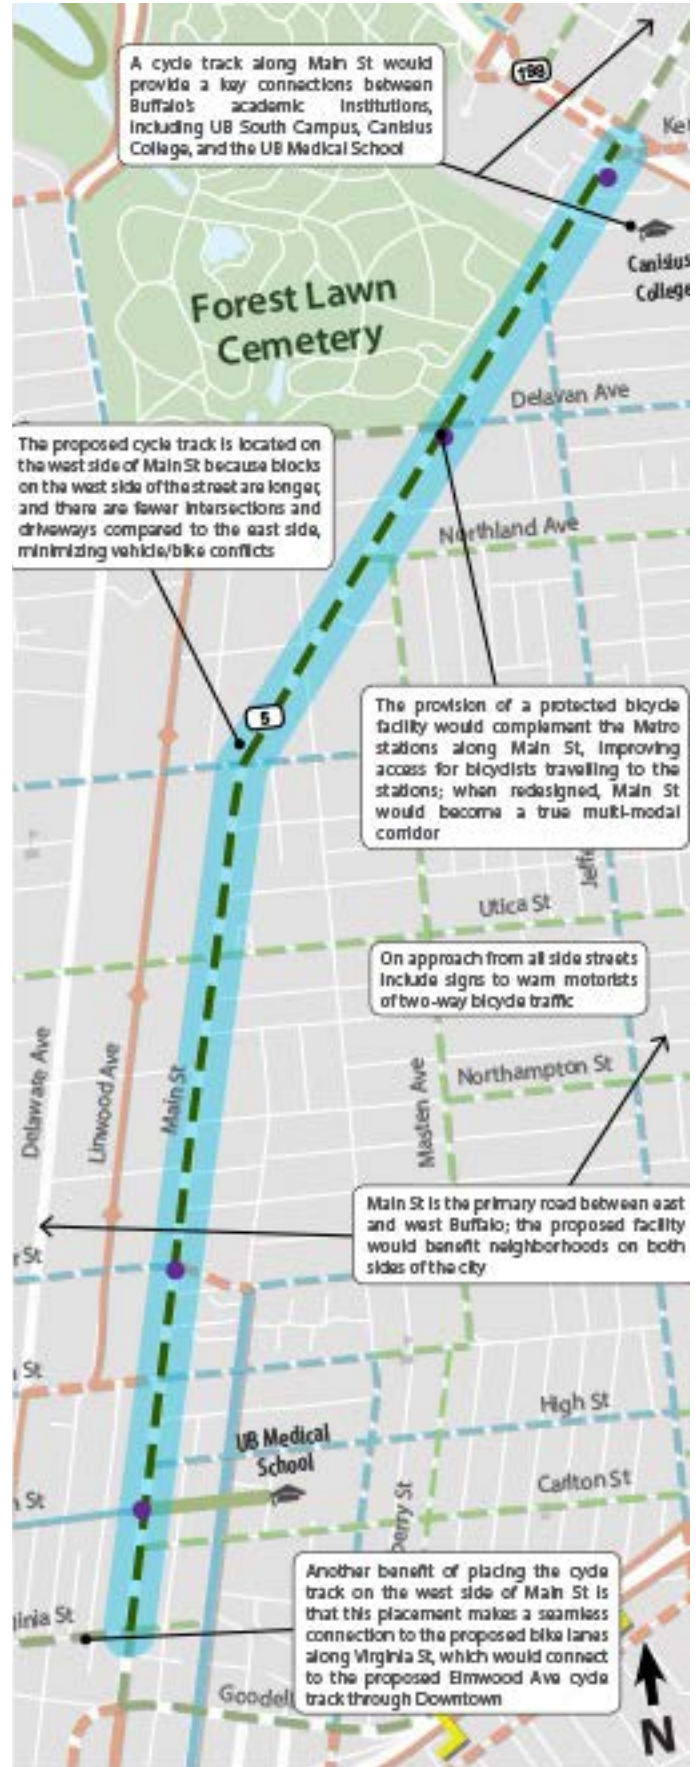 A cycle track along Main St would
provide a key connections between
Buffalo's academic institutions,
including UB South Campus, Canisius
College, and the UB Medical School
198
Ke
Canisius
College
Forest Lawn
Cemetery
Delavan Ave
The proposed cycle track is located on
the west side of Main St because blocks
on the west side of the street are longer,
and there are fewer intersections and
driveways compared to the east side,
minimizing vehicle/bike conflicts
Northland Ave
5
The provision of a protected bicycle
facility would complement the Metro
stations along Main St, improving
access for bicyclists travelling to the
stations; when redesigned, Main St
would become a true multi-modal
corridor
Jeffe
Utica St
On approach from all side streets
include signs to warn motorists
of two-way bicycle traffic
Delaware Ave
Linwood Ave
Main St
Masten Ave
Northampton St
Main St is the primary road between east
and west Buffalo; the proposed facility
would benefit neighborhoods on both
sides of the city
r St
St
High St
UB Medical
School
Carlton St
n St
Perry St
Another benefit of placing the cycle
track on the west side of Main St is
that this placement makes a seamless
connection to the proposed bike lanes
along Virginia St, which would connect
to the proposed Elmwood Ave cycle
track through Downtown
ginia St
Goodell
N